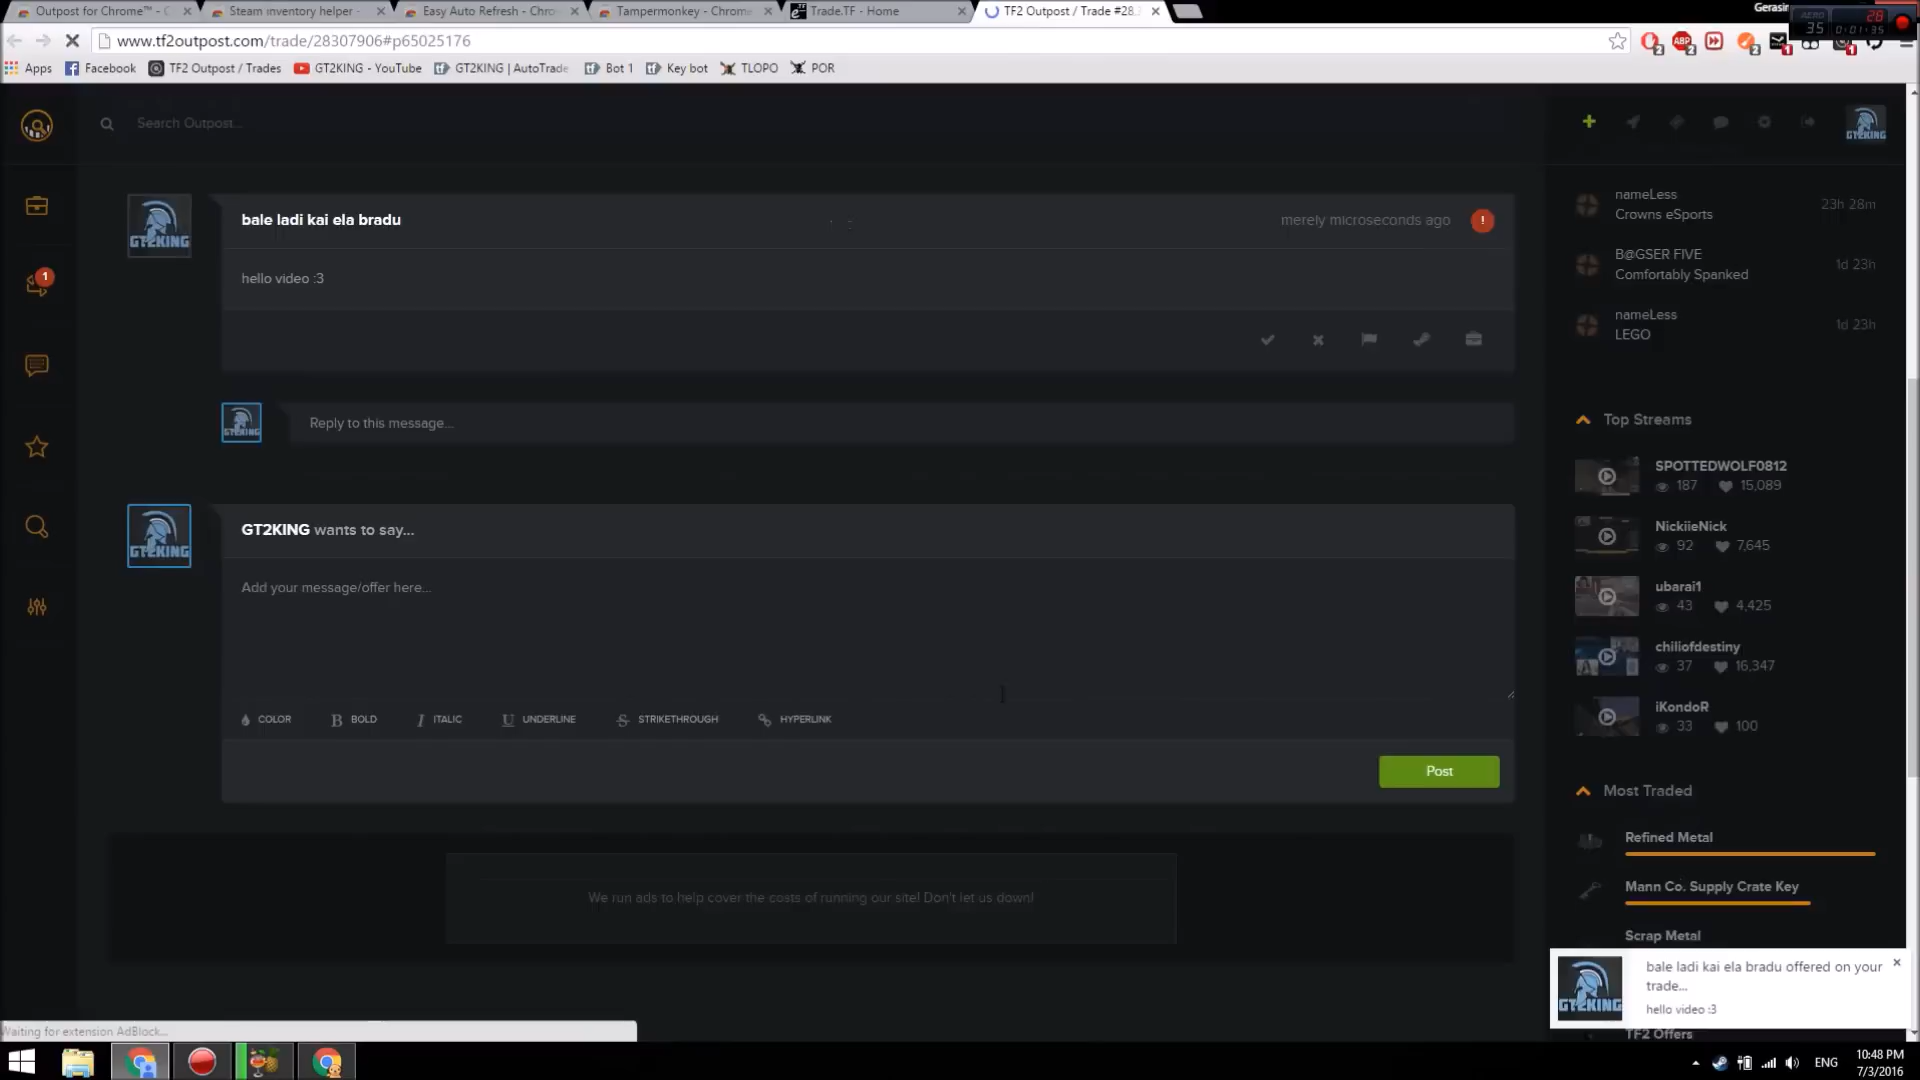 Outpost for Chrome™ - C
Steam inventory helper -
Easy Auto Refresh - Chro
Tampermonkey - Chrome
Trade.TF - Home
TF2 Outpost / Trade #28
www.tf2outpost.com/trade/28307906#p65025176
Apps
Facebook
TF2 Outpost / Trades
GT2KING - YouTube
GT2KING | AutoTrade
Bot 1
Key bot
TLOPO
POR
Search Outpost...
bale ladi kai ela bradu
merely microseconds ago
hello video :3
Reply to this message...
GT2KING wants to say...
Add your message/offer here...
COLOR
B BOLD
I ITALIC
U UNDERLINE
S STRIKETHROUGH
HYPERLINK
Post
We run ads to help cover the costs of running our site! Don't let us down!
nameLess
Crowns eSports
23h 28m
B@GSER FIVE
Comfortably Spanked
1d 23h
nameLess
LEGO
1d 23h
Top Streams
SPOTTEDWOLF0812
187 15,089
NickiieNick
92 7,645
ubarai1
43 4,425
chiliofdestiny
37 16,347
iKondoR
33 100
Most Traded
Refined Metal
Mann Co. Supply Crate Key
Scrap Metal
bale ladi kai ela bradu offered on your
trade...
hello video :3
TF2 Offers
Waiting for extension AdBlock...
ENG
10:48 PM
7/3/2016